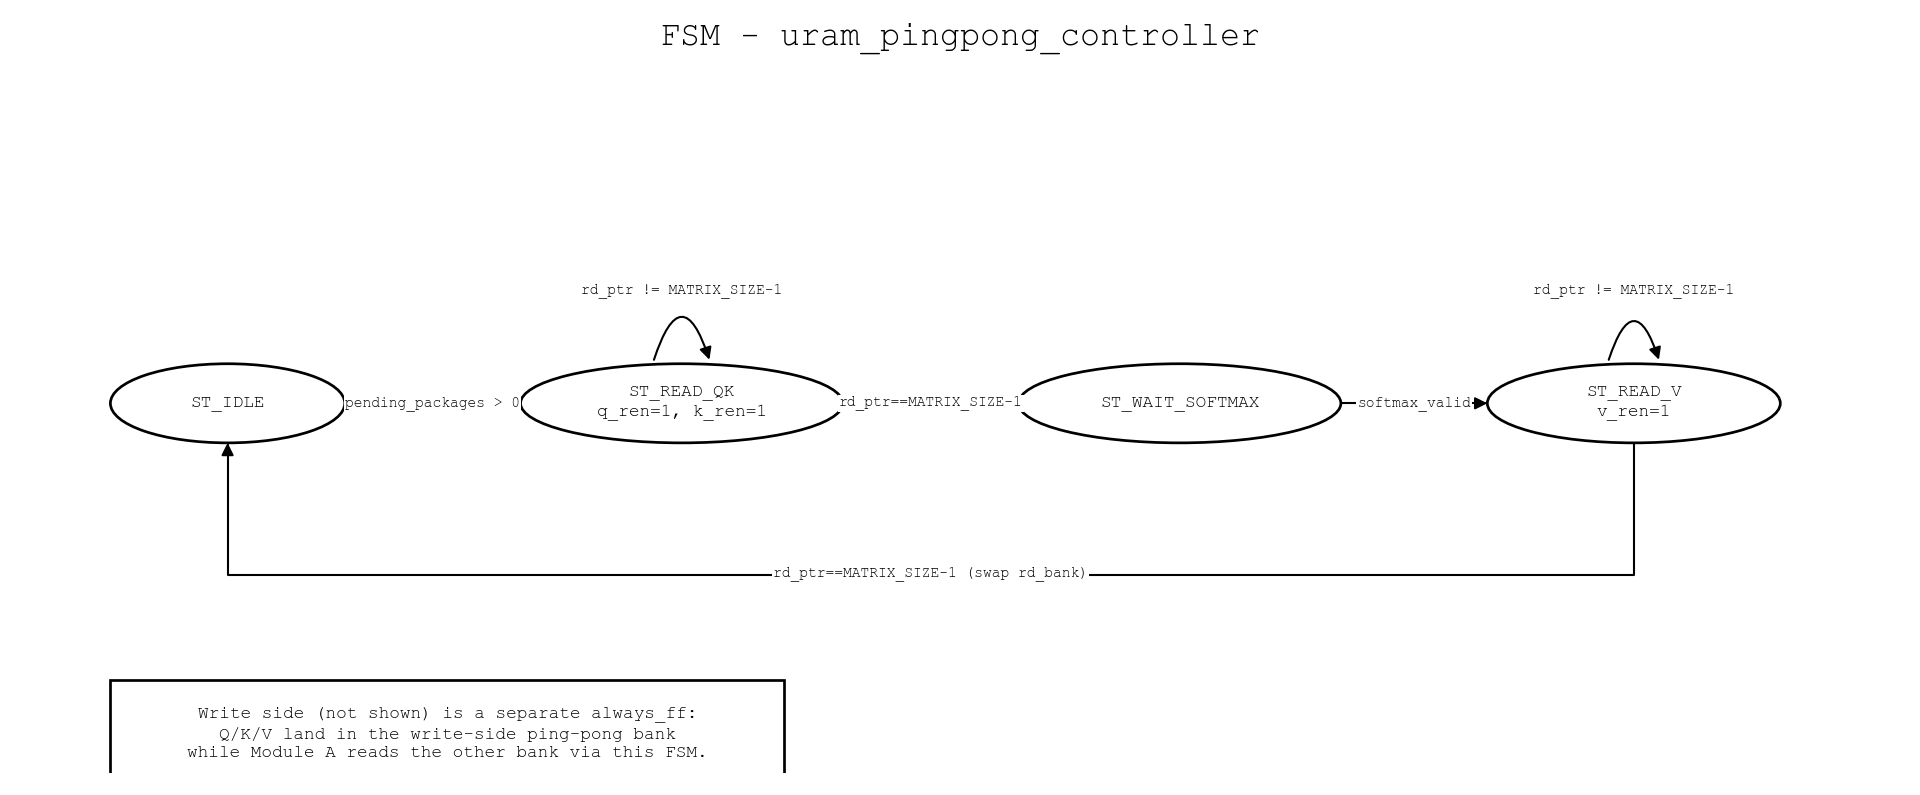 FSM - uram_pingpong_controller
rd_ptr != MATRIX_SIZE-1
rd_ptr != MATRIX_SIZE-1
ST_IDLE
pending_packages > 0
ST_READ_QK
q_ren=1, k_ren=1
rd_ptr==MATRIX_SIZE-1
ST_WAIT_SOFTMAX
softmax_valid
ST_READ_V
v_ren=1
rd_ptr==MATRIX_SIZE-1 (swap rd_bank)
Write side (not shown) is a separate always_ff:
Q/K/V land in the write-side ping-pong bank
while Module A reads the other bank via this FSM.